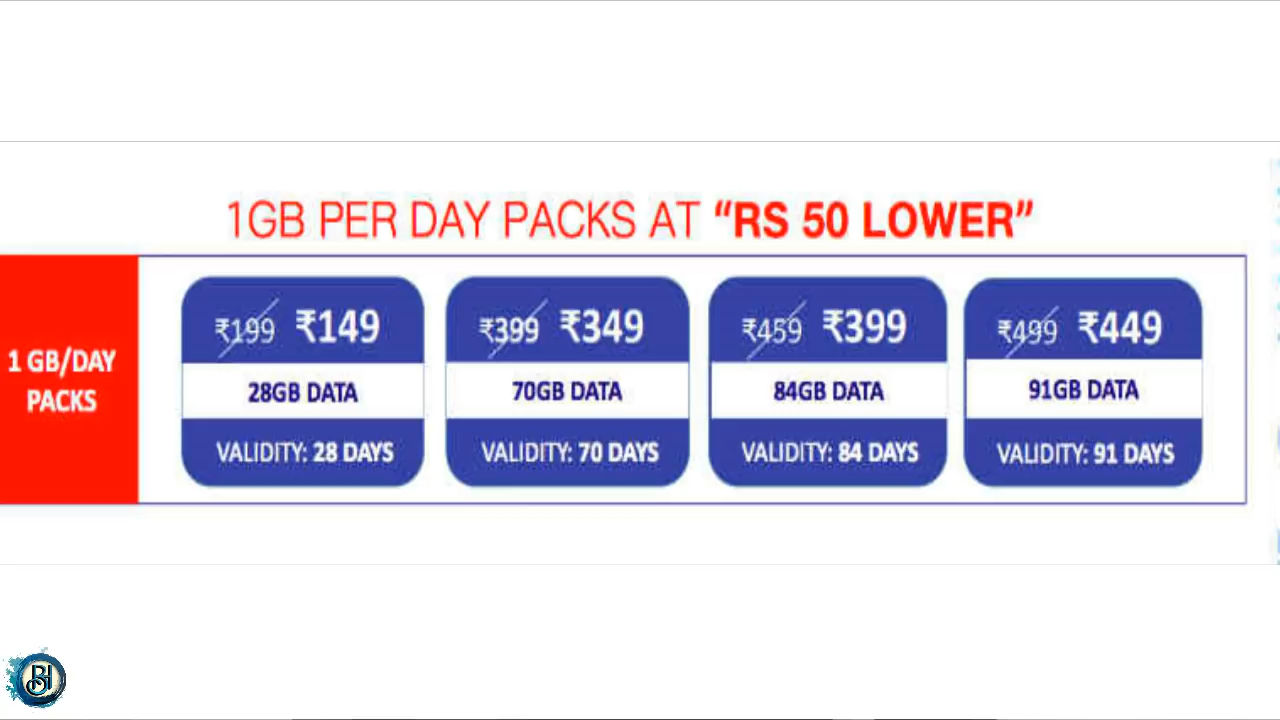 1GB PER DAY PACKS AT “RS 50 LOWER”
1 GB/DAY
PACKS
₹199 ₹149
28GB DATA
VALIDITY: 28 DAYS
₹399 ₹349
70GB DATA
VALIDITY: 70 DAYS
₹459 ₹399
84GB DATA
VALIDITY: 84 DAYS
₹499 ₹449
91GB DATA
VALIDITY: 91 DAYS